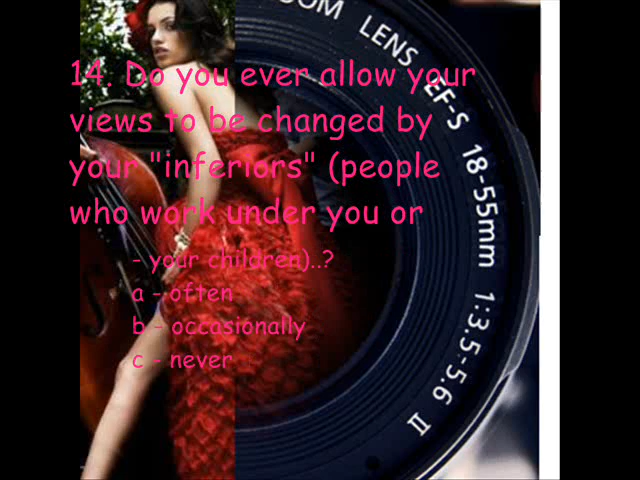 14. Do you ever allow your
views to be changed by
your "inferiors" (people
who work under you or
- your children)..?
a - often
b - occasionally
c - never
ZOOM LENS EF-S 18-55mm 1:3.5-5.6 II